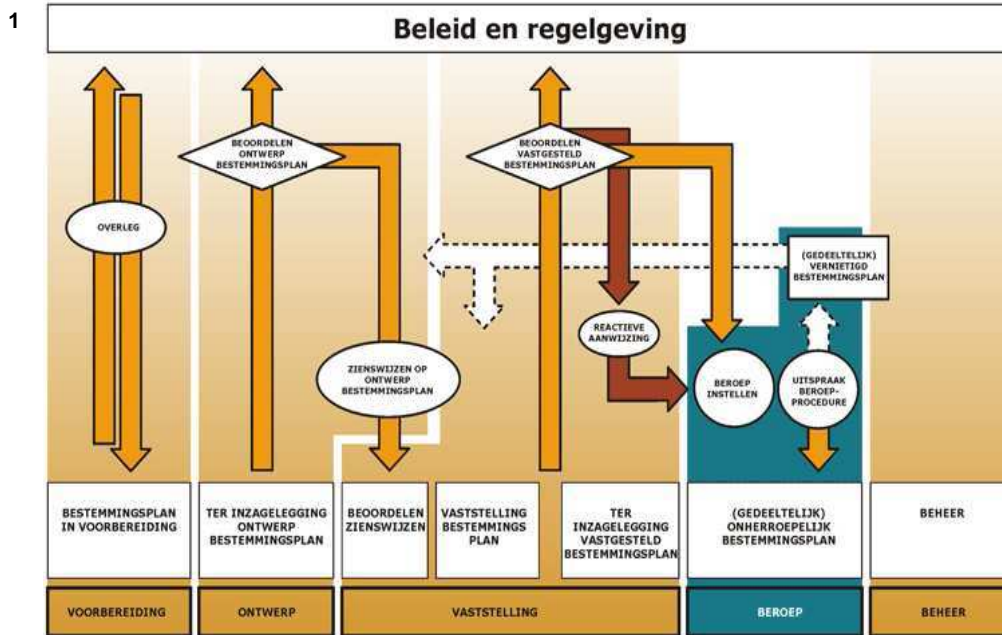 1
Beleid en regelgeving
BEOORDELEN
ONTWERP
BESTEMMINGSPLAN
BEOORDELEN
VASTGESTELD
BESTEMMINGSPLAN
OVERLEG
(GEDEELTELIJK)
VERNIETIGD
BESTEMMINGSPLAN
REACTIEVE
AANWIJZING
ZIENSWIJZEN OP
ONTWERP
BESTEMMINGSPLAN
BEROEP
INSTELLEN
UITSPRAAK
BEROEP-
PROCEDURE
BESTEMMINGSPLAN
IN VOORBEREIDING
TER INZAGELEGGING
ONTWERP
BESTEMMINGSPLAN
BEOORDELEN
ZIENSWIJZEN
VASTSTELLING
BESTEMMINGS
PLAN
TER
INZAGELEGGING
VASTGESTELD
BESTEMMINGSPLAN
(GEDEELTELIJK)
ONHERROEPELIJK
BESTEMMINGSPLAN
BEHEER
VOORBEREIDING
ONTWERP
VASTSTELLING
BEROEP
BEHEER